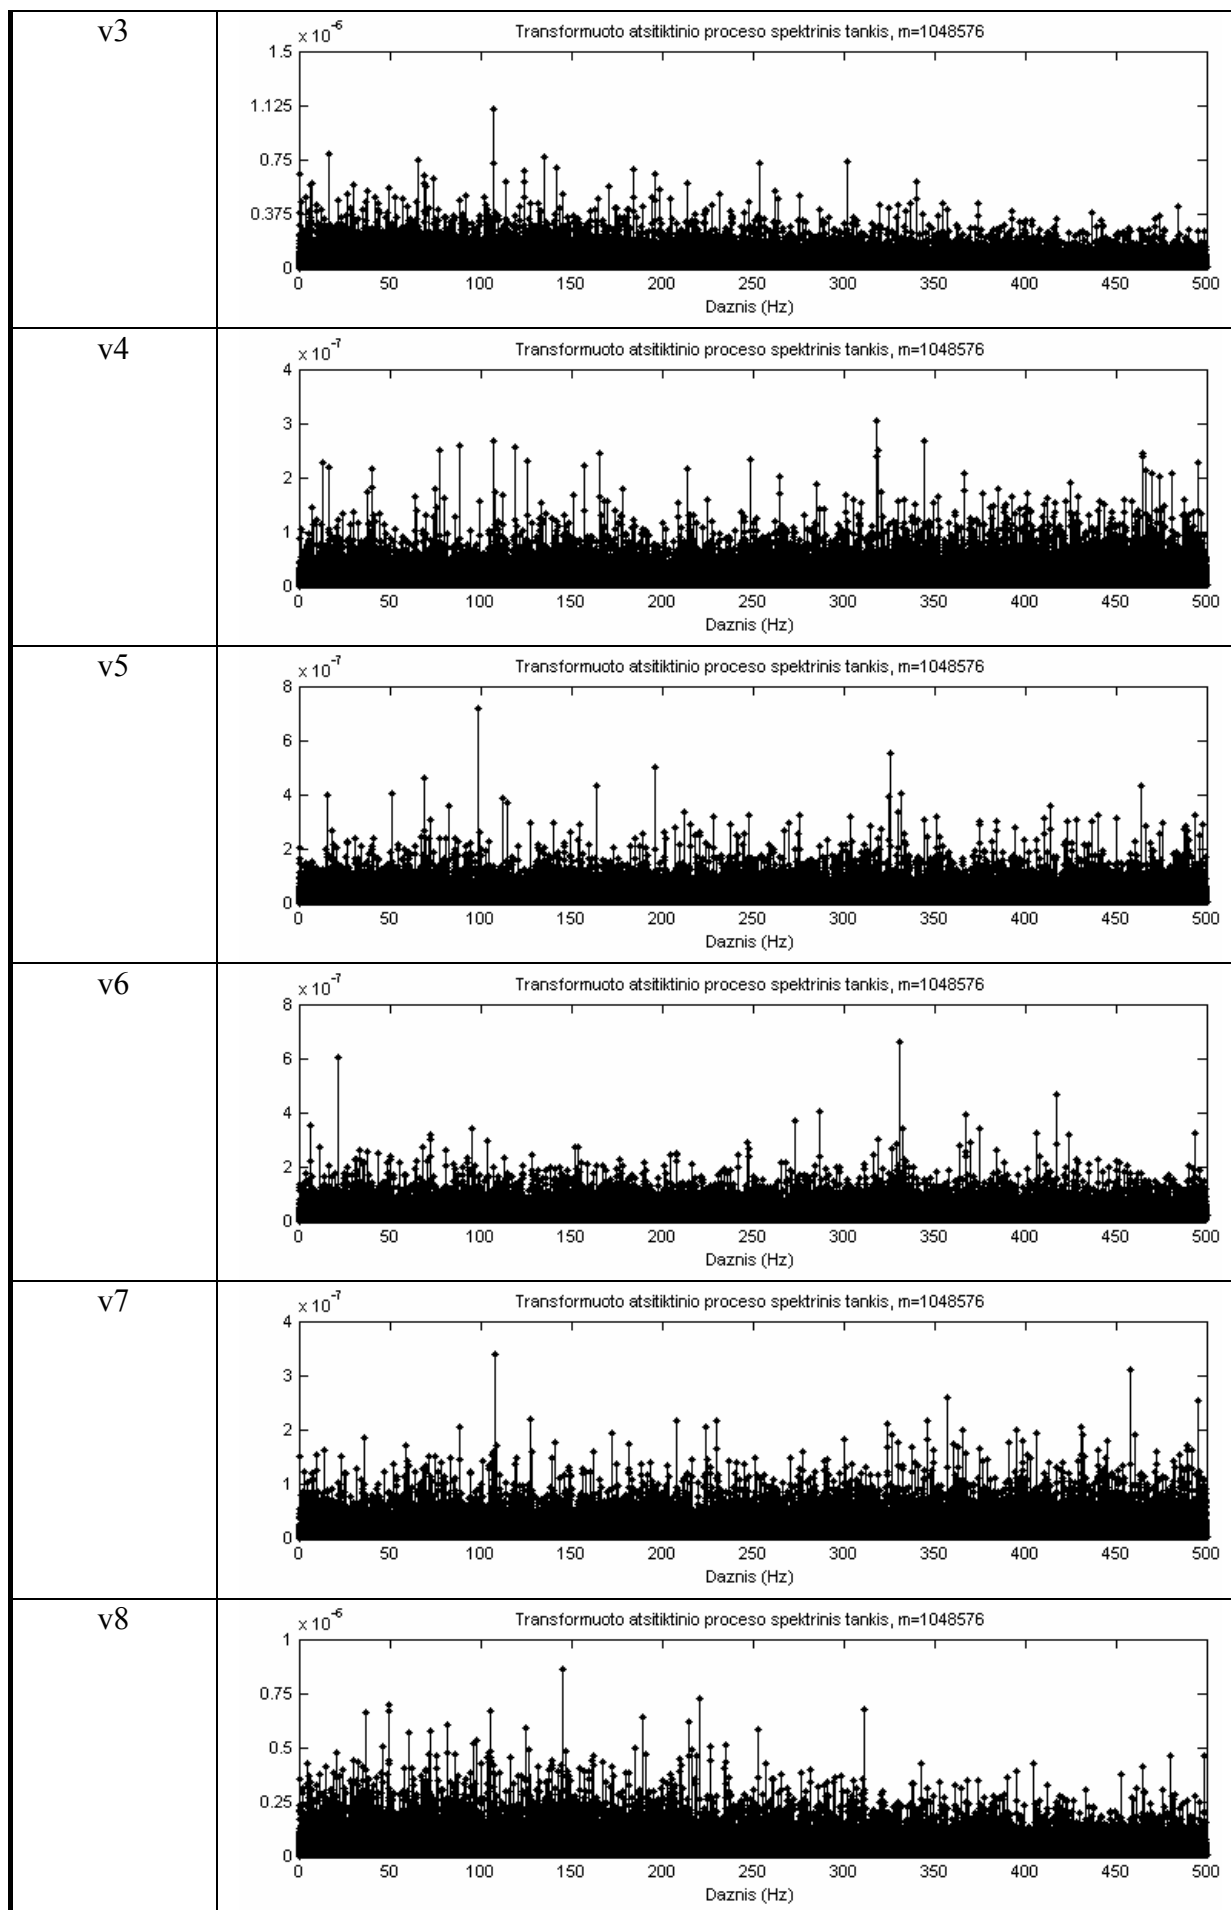 v3
x 10^-6
Transformuoto atsitiktinio proceso spektrinis tankis, m=1048576
1.5
1.125
0.75
0.375
0
0 50 100 150 200 250 300 350 400 450 500
Daznis (Hz)
v4
x 10^-7
Transformuoto atsitiktinio proceso spektrinis tankis, m=1048576
4
3
2
1
0
0 50 100 150 200 250 300 350 400 450 500
Daznis (Hz)
v5
x 10^-7
Transformuoto atsitiktinio proceso spektrinis tankis, m=1048576
8
6
4
2
0
0 50 100 150 200 250 300 350 400 450 500
Daznis (Hz)
v6
x 10^-7
Transformuoto atsitiktinio proceso spektrinis tankis, m=1048576
8
6
4
2
0
0 50 100 150 200 250 300 350 400 450 500
Daznis (Hz)
v7
x 10^-7
Transformuoto atsitiktinio proceso spektrinis tankis, m=1048576
4
3
2
1
0
0 50 100 150 200 250 300 350 400 450 500
Daznis (Hz)
v8
x 10^-6
Transformuoto atsitiktinio proceso spektrinis tankis, m=1048576
1
0.75
0.5
0.25
0
0 50 100 150 200 250 300 350 400 450 500
Daznis (Hz)